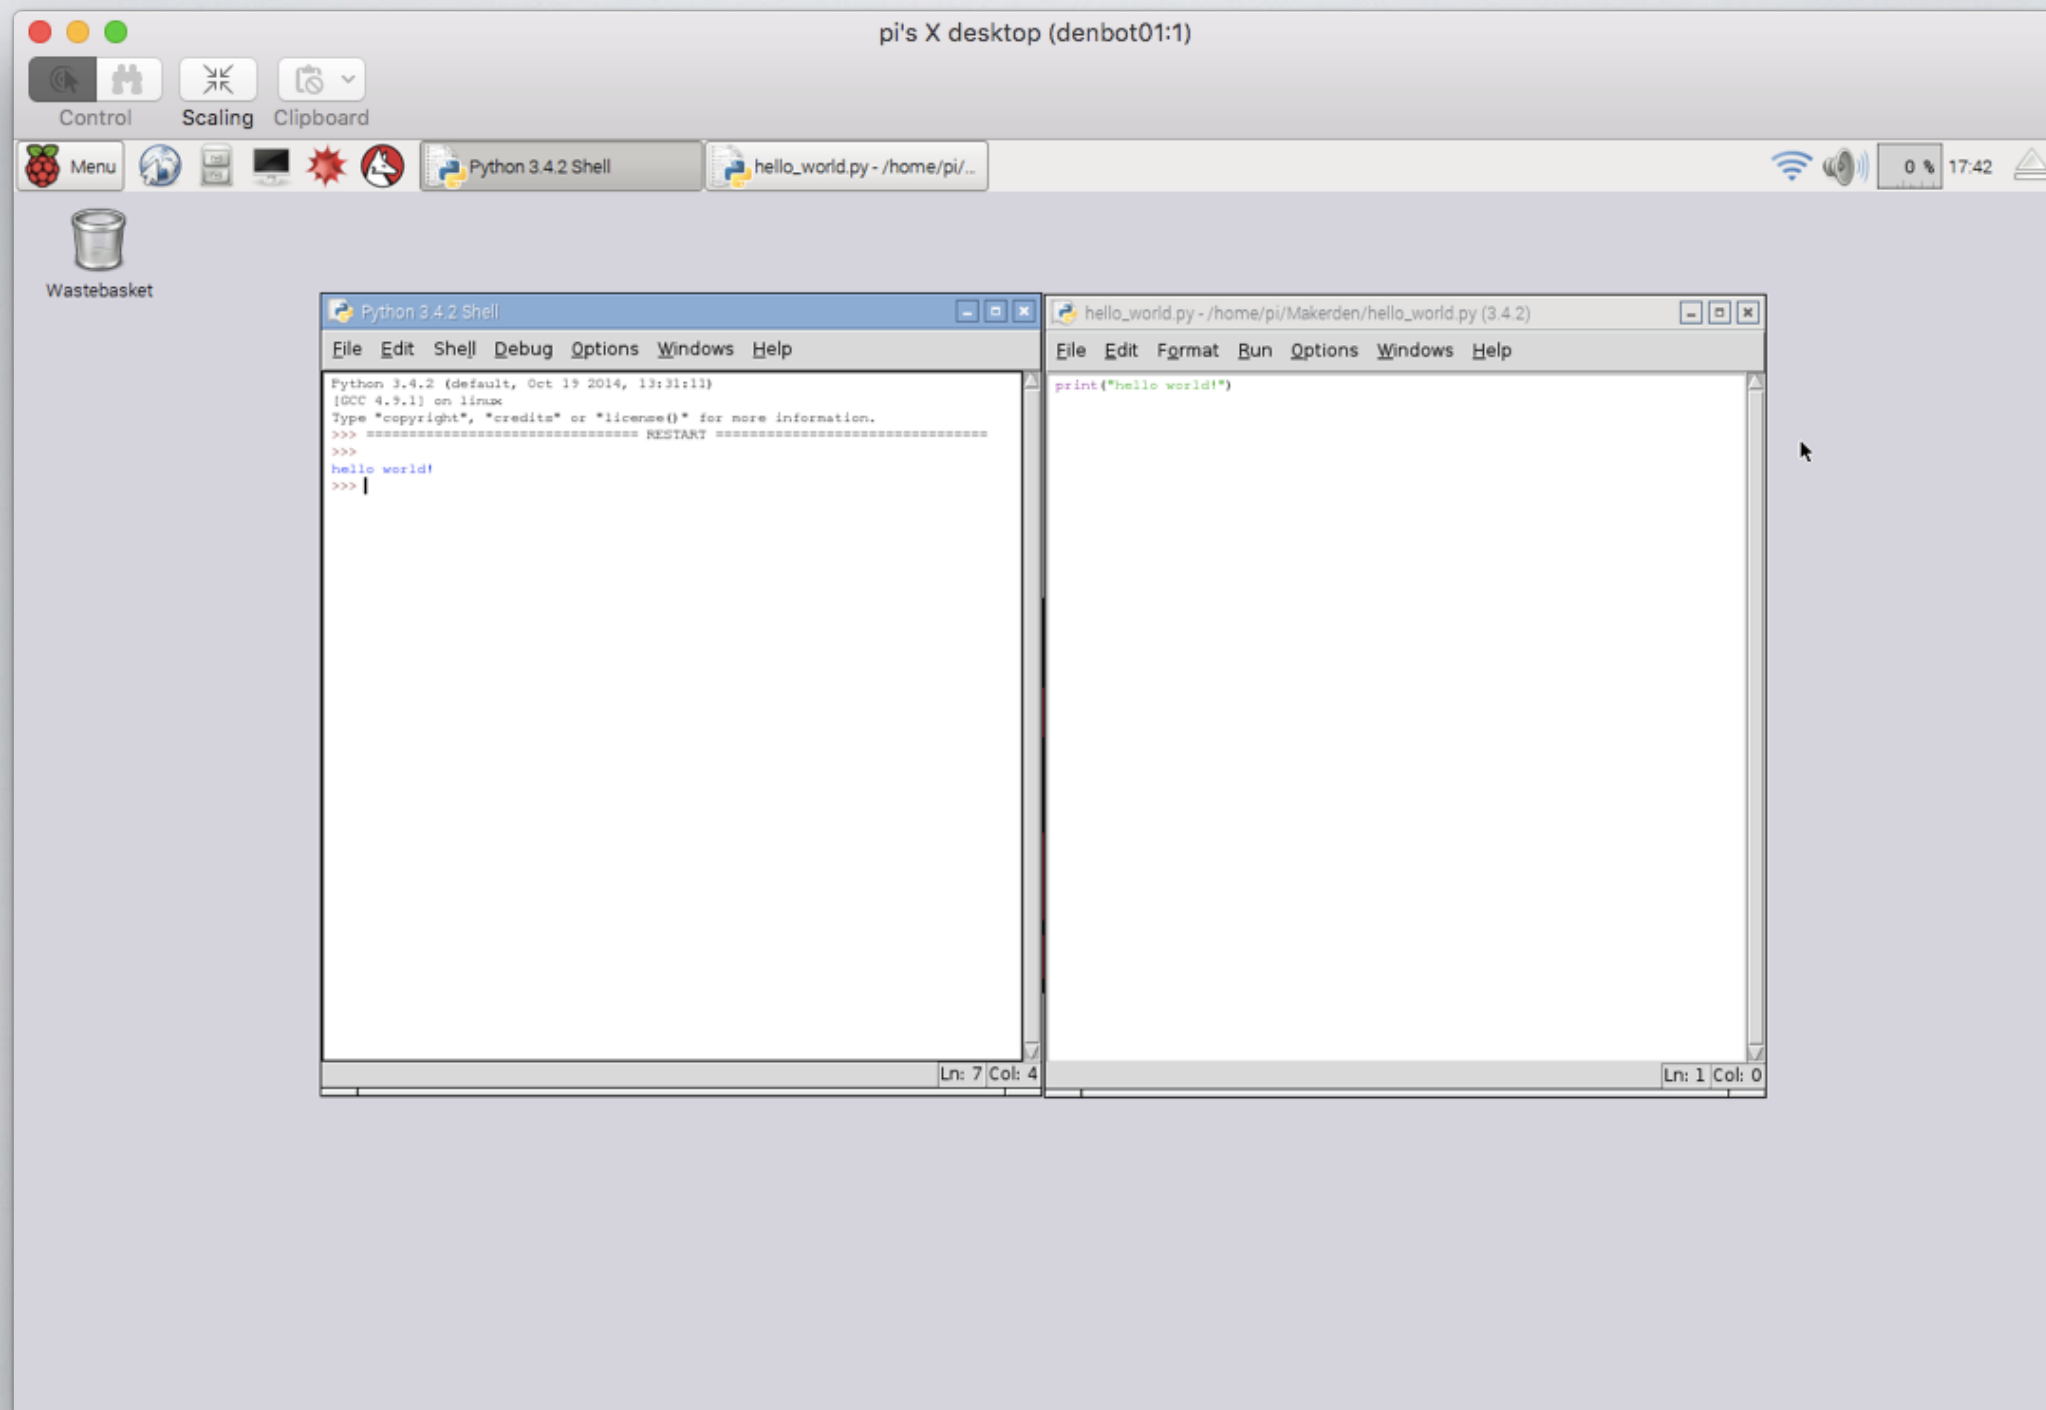 pi's X desktop (denbot01:1)
Control
Scaling
Clipboard
Menu
Python 3.4.2 Shell
hello_world.py - /home/pi/...
0 %
17:42
Wastebasket
Python 3.4.2 Shell
File Edit Shell Debug Options Windows Help
Python 3.4.2 (default, Oct 19 2014, 13:31:11)
[GCC 4.9.1] on linux
Type "copyright", "credits" or "license()" for more information.
>>> ================================ RESTART ================================
>>>
hello world!
>>>
Ln: 7 Col: 4
hello_world.py - /home/pi/Makerden/hello_world.py (3.4.2)
File Edit Format Run Options Windows Help
print("hello world!")
Ln: 1 Col: 0